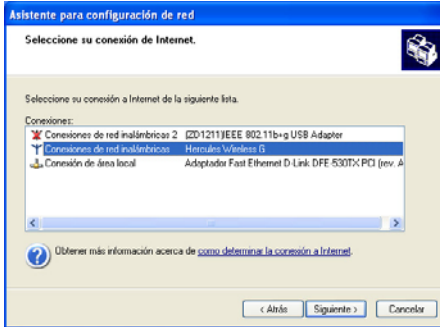 Asistente para configuración de red
Seleccione su conexión de Internet.
Seleccione su conexión a Internet de la siguiente lista.
Conexiones:
Conexiones de red inalámbricas 2 (ZD1211)IEEE 802.11b+g USB Adapter
Conexiones de red inalámbricas Hercules Wireless G
Conexión de área local Adaptador Fast Ethernet D-Link DFE-530TX PCI (rev. A
Obtener más información acerca de como determinar la conexión a Internet.
< Atrás Siguiente > Cancelar